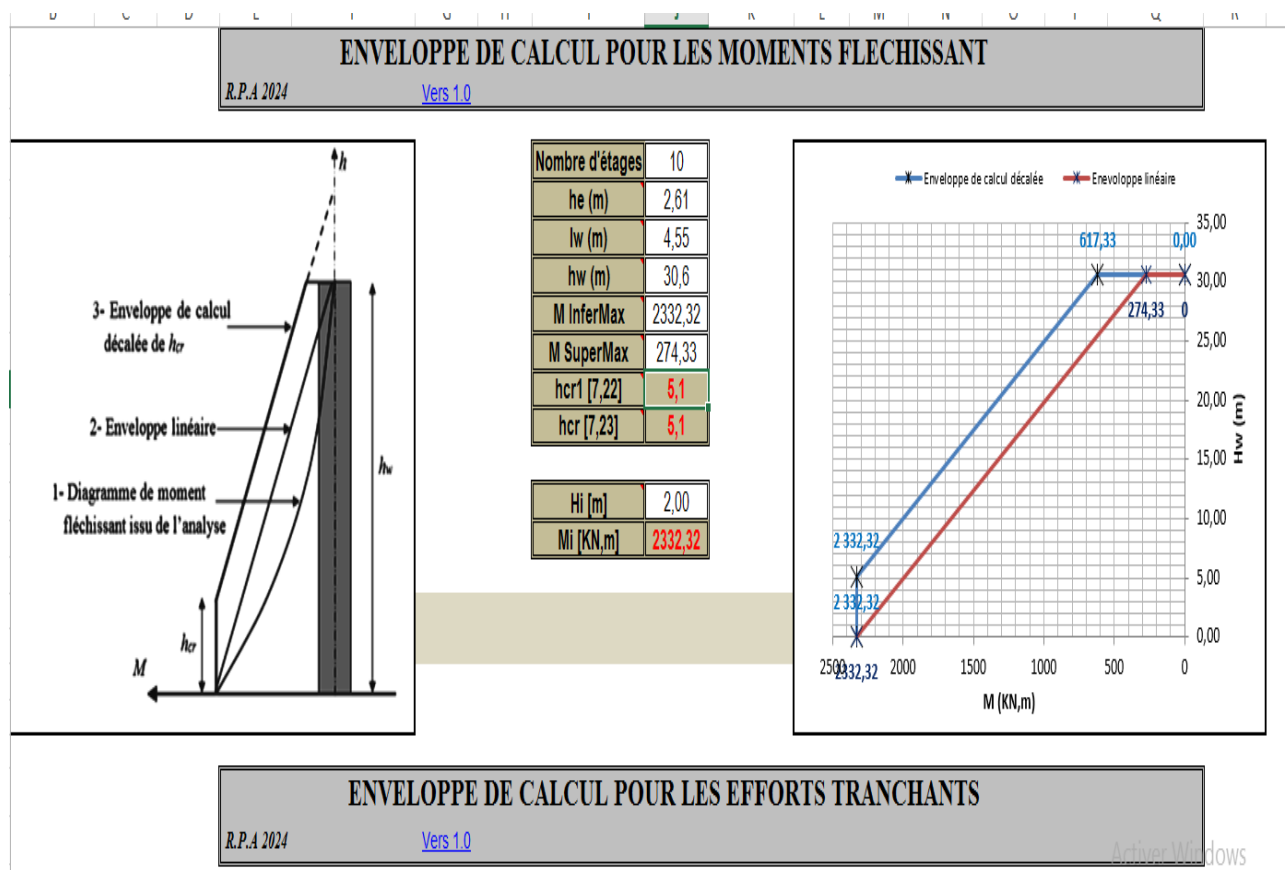 B C D E F G H I J K L M N O P Q R
ENVELOPPE DE CALCUL POUR LES MOMENTS FLECHISSANT
R.P.A 2024 Vers 1.0
h
3- Enveloppe de calcul
décalée de hcr
2- Enveloppe linéaire
hw
1- Diagramme de moment
fléchissant issu de l'analyse
hcr
M
Nombre d'étages 10
he (m) 2,61
lw (m) 4,55
hw (m) 30,6
M InferMax 2332,32
M SuperMax 274,33
hcr1 [7,22] 5,1
hcr [7,23] 5,1
Hi [m] 2,00
Mi [KN,m] 2332,32
Enveloppe de calcul décalée Enevoloppe linéaire
35,00
617,33 0,00
30,00
274,33 0
25,00
20,00
Hw (m)
15,00
10,00
2 332,32
5,00
2 332,32
0,00
2500 2000 1500 1000 500 0
2332,32
M (KN,m)
ENVELOPPE DE CALCUL POUR LES EFFORTS TRANCHANTS
R.P.A 2024 Vers 1.0
Activer Windows